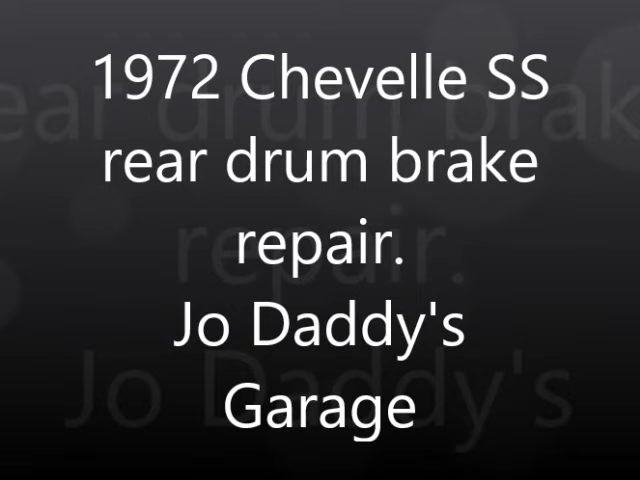 1972 Chevelle SS
rear drum brake
repair.
Jo Daddy's
Garage